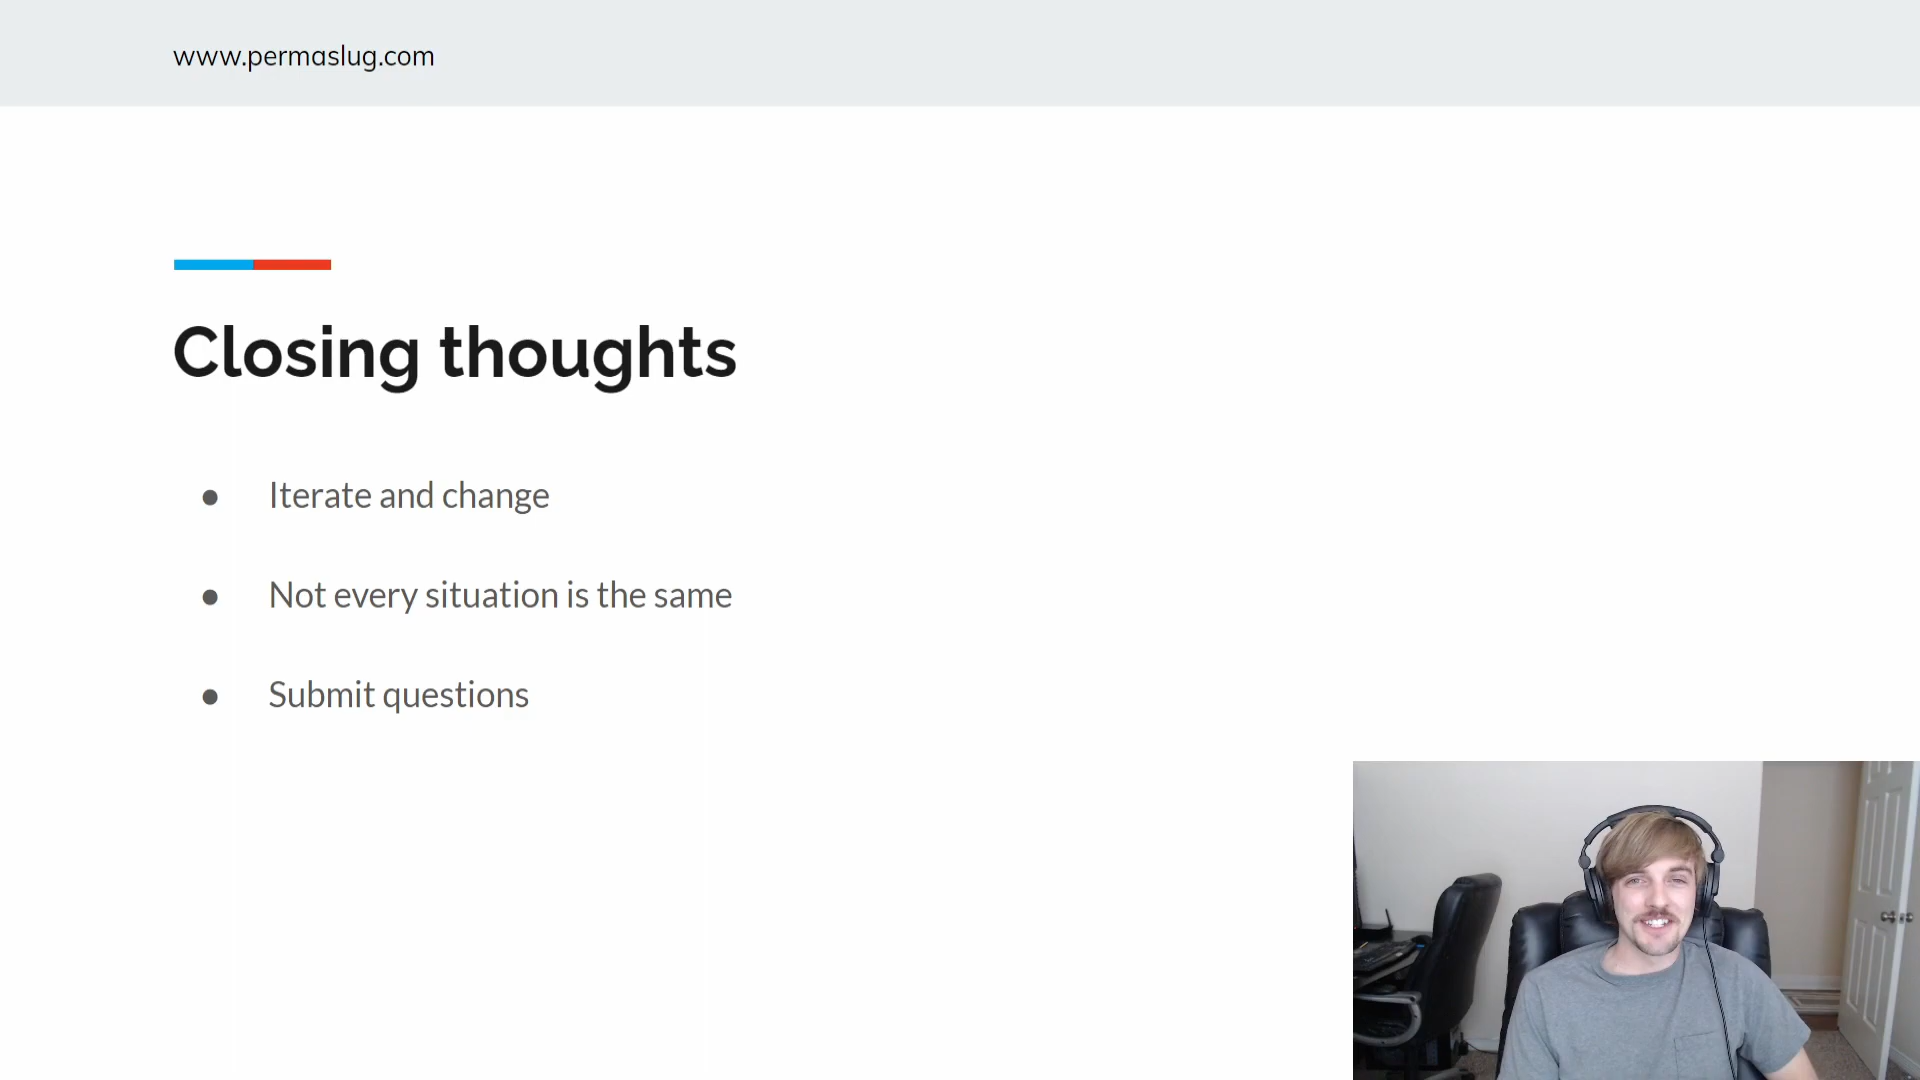 www.permaslug.com
Closing thoughts
● Iterate and change
● Not every situation is the same
● Submit questions